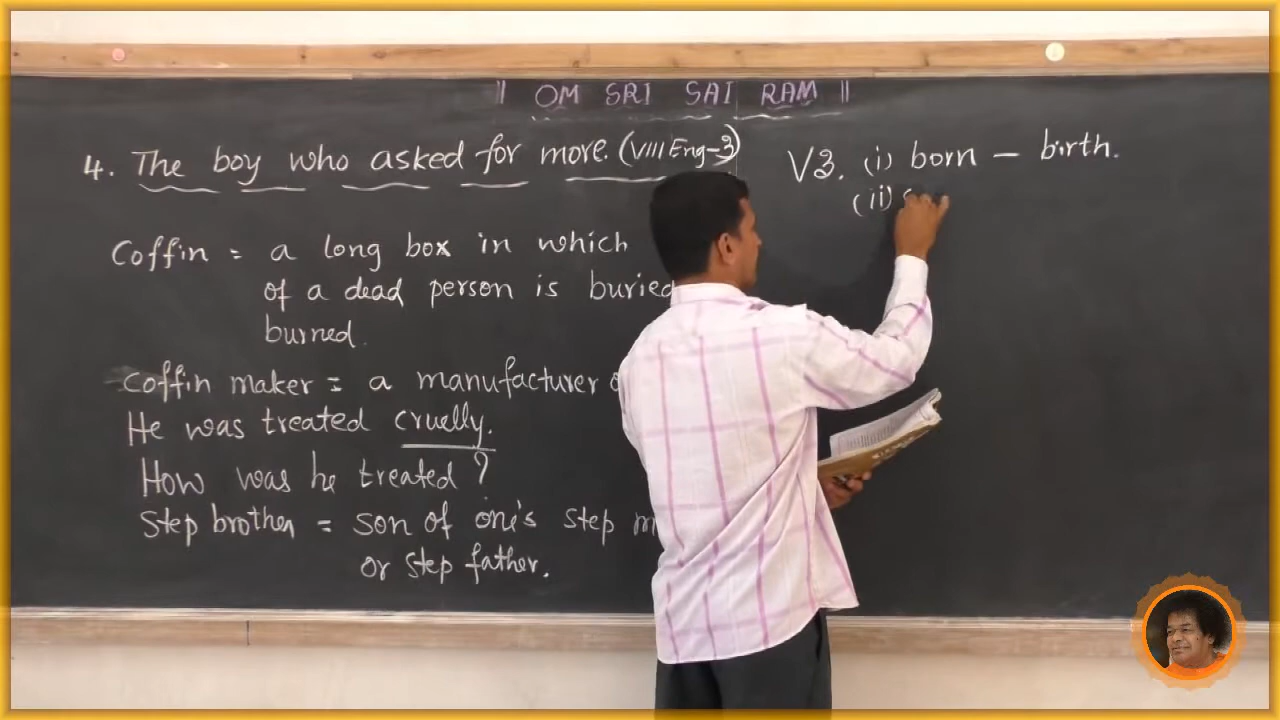 || OM SRI SAI RAM ||
4. The boy who asked for more. (VIII Eng-3)
Coffin = a long box in which
of a dead person is buried
burned.
Coffin maker = a manufacturer
He was treated cruelly.
How was he treated?
Step brother = son of one's step
or step father.
V3. (i) born – birth.
(ii)